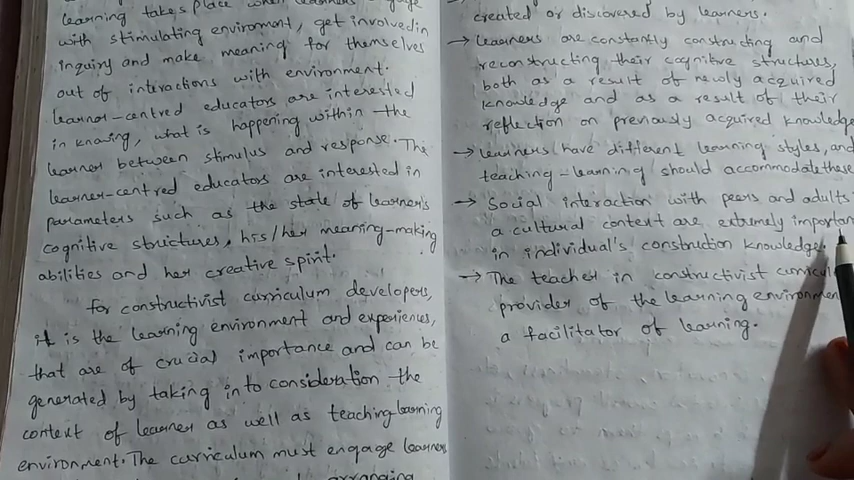 learning takes place when learners
with stimulating enviroment, get involved in
inquiry and make meaning for themselves
out of interactions with environment.
learner-centred educators are interested
in knowing, what is happening within the
learner between stimulus and response. The
learner-centred educators are interested in
parameters such as the state of learner's
cognitive structures, his/her meaning-making
abilities and her creative spirit.
for constructivist curriculum developers,
it is the learning environment and experiences,
that are of crucial importance and can be
generated by taking into consideration the
context of learner as well as teaching learning
environment. The curriculum must engage learners
arranging
created or discovered by learners.
→ Learners are constantly constructing and
reconstructing their cognitive structures,
both as a result of newly acquired
knowledge and as a result of their
reflection on previously acquired knowledge
→ Learners have different learning styles, and
teaching-learning should accommodate these
→ Social interaction with peers and adults
a cultural context are extremely importan
in individual's construction knowledge.
→ The teacher in constructivist curricul
provider of the learning environmen
a facilitator of learning.